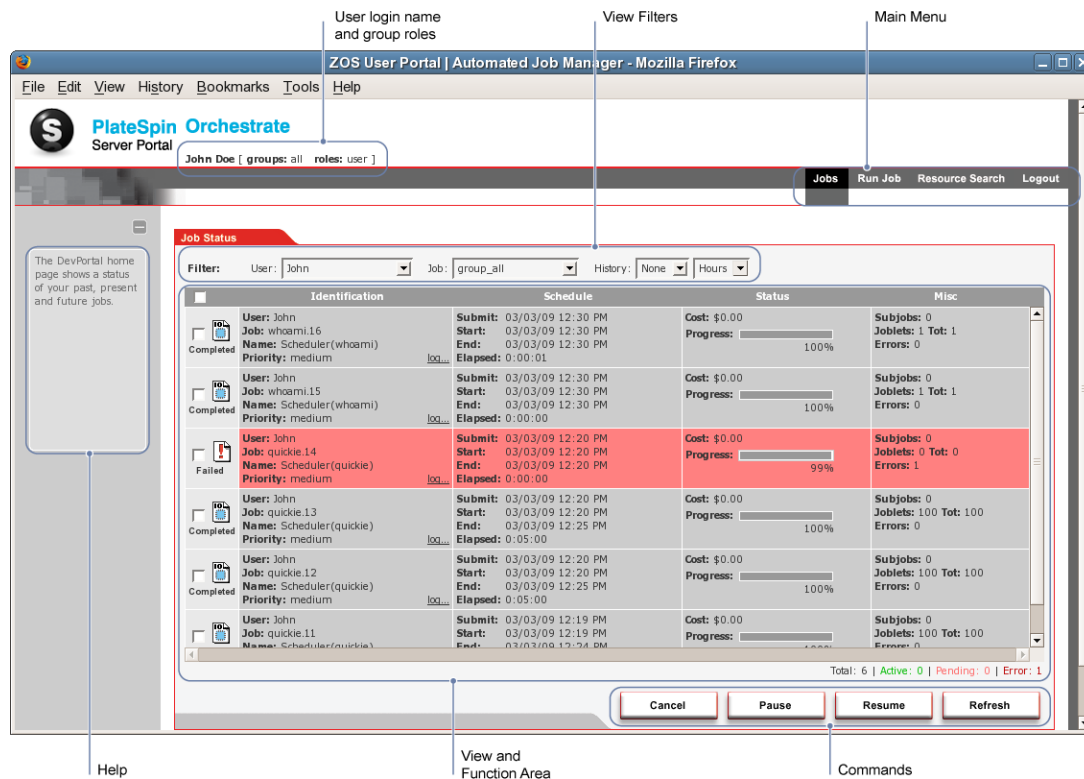 User login name
and group roles
View Filters
Main Menu
ZOS User Portal | Automated Job Manager - Mozilla Firefox
File Edit View History Bookmarks Tools Help
S
PlateSpin Orchestrate
Server Portal
John Doe [ groups: all roles: user ]
Jobs Run Job Resource Search Logout
The DevPortal home
page shows a status
of your past, present
and future jobs.
Job Status
Filter: User: John Job: group_all History: None Hours
Identification Schedule Status Misc
Completed
User: John
Job: whoami.16
Name: Scheduler(whoami)
Priority: medium log...
Submit: 03/03/09 12:30 PM
Start: 03/03/09 12:30 PM
End: 03/03/09 12:30 PM
Elapsed: 0:00:01
Cost: $0.00
Progress:
100%
Subjobs: 0
Joblets: 1 Tot: 1
Errors: 0
Completed
User: John
Job: whoami.15
Name: Scheduler(whoami)
Priority: medium log...
Submit: 03/03/09 12:30 PM
Start: 03/03/09 12:30 PM
End: 03/03/09 12:30 PM
Elapsed: 0:00:00
Cost: $0.00
Progress:
100%
Subjobs: 0
Joblets: 1 Tot: 1
Errors: 0
Failed
User: John
Job: quickie.14
Name: Scheduler(quickie)
Priority: medium log...
Submit: 03/03/09 12:20 PM
Start: 03/03/09 12:20 PM
End: 03/03/09 12:20 PM
Elapsed: 0:00:00
Cost: $0.00
Progress:
99%
Subjobs: 0
Joblets: 0 Tot: 0
Errors: 1
Completed
User: John
Job: quickie.13
Name: Scheduler(quickie)
Priority: medium log...
Submit: 03/03/09 12:20 PM
Start: 03/03/09 12:20 PM
End: 03/03/09 12:25 PM
Elapsed: 0:05:00
Cost: $0.00
Progress:
100%
Subjobs: 0
Joblets: 100 Tot: 100
Errors: 0
Completed
User: John
Job: quickie.12
Name: Scheduler(quickie)
Priority: medium log...
Submit: 03/03/09 12:20 PM
Start: 03/03/09 12:20 PM
End: 03/03/09 12:25 PM
Elapsed: 0:05:00
Cost: $0.00
Progress:
100%
Subjobs: 0
Joblets: 100 Tot: 100
Errors: 0
User: John
Job: quickie.11
Name: Scheduler(quickie)
Submit: 03/03/09 12:19 PM
Start: 03/03/09 12:19 PM
End: 03/03/09 12:24 PM
Cost: $0.00
Progress:
100%
Subjobs: 0
Joblets: 100 Tot: 100
Errors: 0
Total: 6 | Active: 0 | Pending: 0 | Error: 1
Cancel Pause Resume Refresh
Help
View and
Function Area
Commands